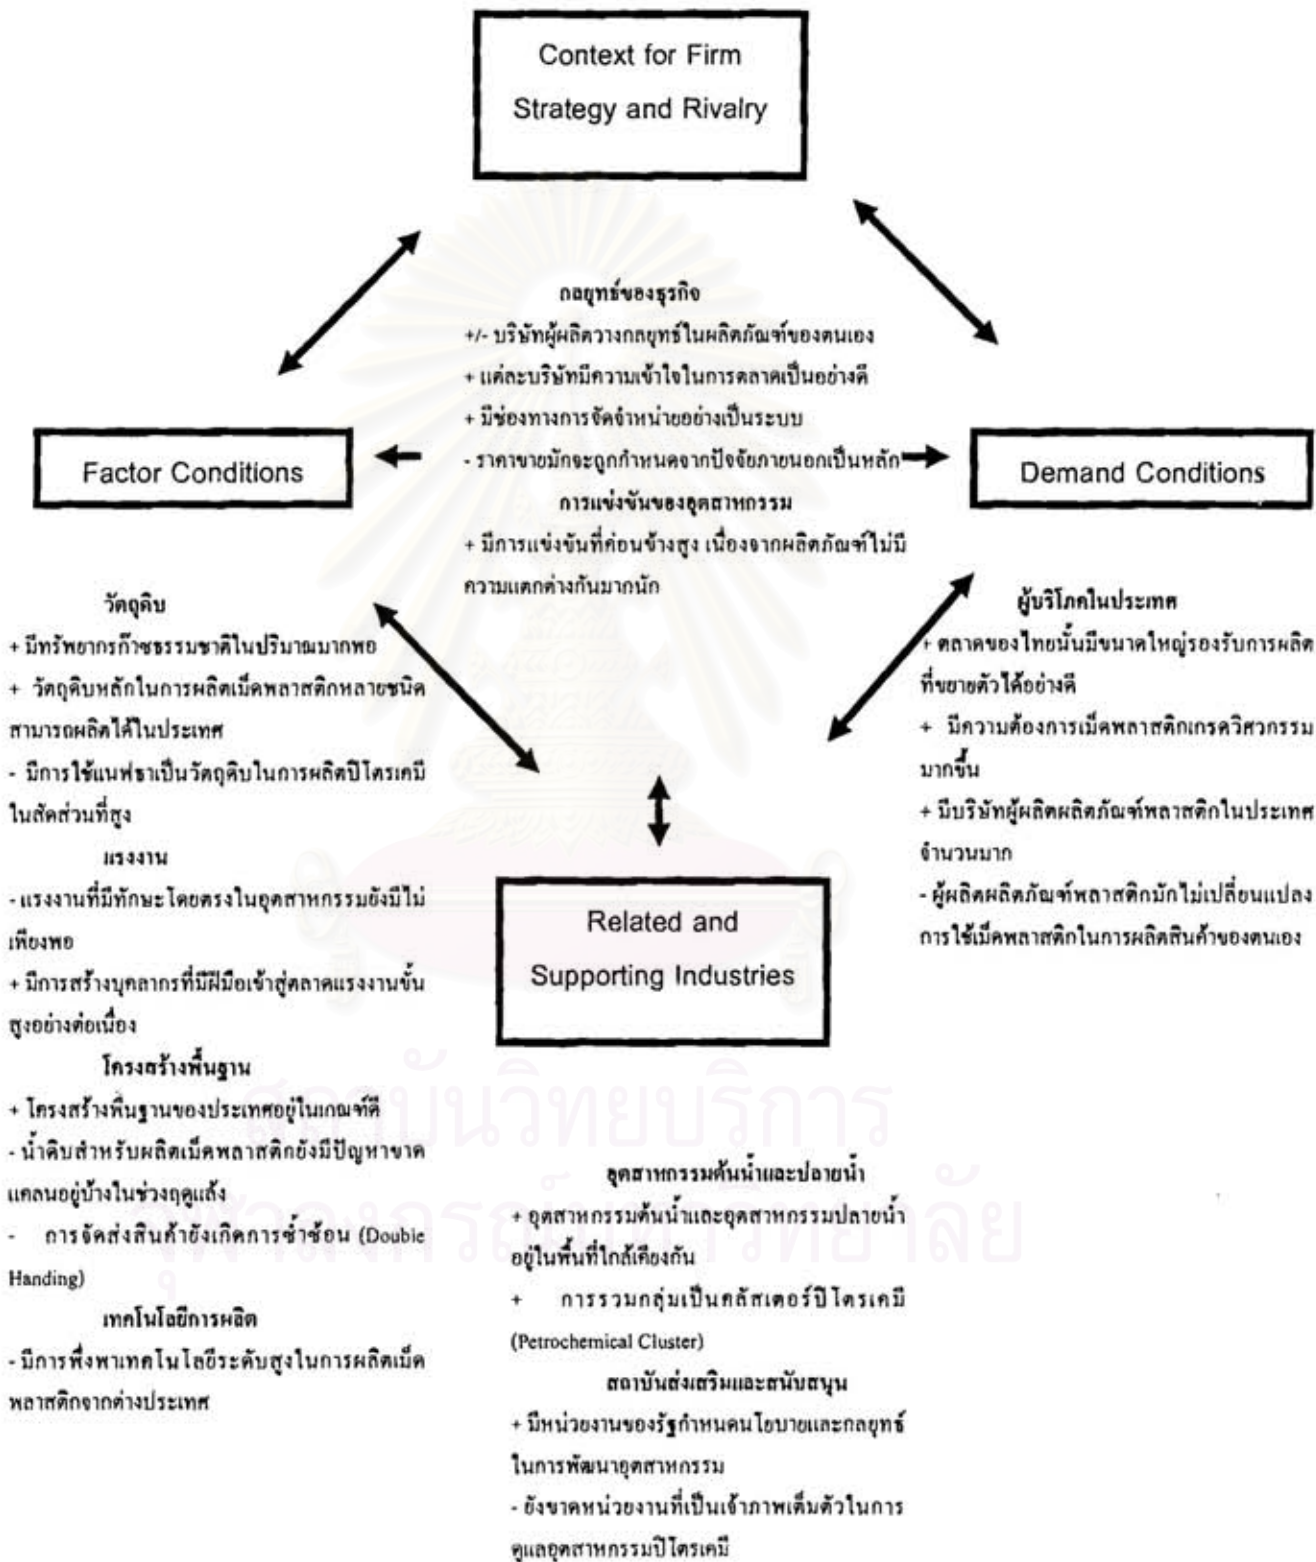 Context for Firm
Strategy and Rivalry
กลยุทธ์ของธุรกิจ
+/- บริษัทผู้ผลิตวางกลยุทธ์ในผลิตภัณฑ์ของตนเอง
+ แต่ละบริษัทมีความเข้าใจในการตลาดเป็นอย่างดี
+ มีช่องทางการจัดจำหน่ายอย่างเป็นระบบ
- ราคาขายมักจะถูกกำหนดจากปัจจัยภายนอกเป็นหลัก
การแข่งขันของอุตสาหกรรม
+ มีการแข่งขันที่ค่อนข้างสูง เนื่องจากผลิตภัณฑ์ไม่มี
ความแตกต่างกันมากนัก
Factor Conditions
วัตถุดิบ
+ มีทรัพยากรก๊าซธรรมชาติในปริมาณมากพอ
+ วัตถุดิบหลักในการผลิตเม็ดพลาสติกหลายชนิด
สามารถผลิตได้ในประเทศ
- มีการใช้แนฟธาเป็นวัตถุดิบในการผลิตปิโตรเคมี
ในสัดส่วนที่สูง
แรงงาน
- แรงงานที่มีทักษะโดยตรงในอุตสาหกรรมยังมีไม่
เพียงพอ
+ มีการสร้างบุคลากรที่มีฝีมือเข้าสู่ตลาดแรงงานขั้น
สูงอย่างต่อเนื่อง
โครงสร้างพื้นฐาน
+ โครงสร้างพื้นฐานของประเทศอยู่ในเกณฑ์ดี
- น้ำดิบสำหรับผลิตเม็ดพลาสติกยังมีปัญหาขาด
แคลนอยู่บ้างในช่วงฤดูแล้ง
- การจัดส่งสินค้ายังเกิดการซ้ำซ้อน (Double
Handing)
เทคโนโลยีการผลิต
- มีการพึ่งพาเทคโนโลยีระดับสูงในการผลิตเม็ด
พลาสติกจากต่างประเทศ
Demand Conditions
ผู้บริโภคในประเทศ
+ ตลาดของไทยนั้นมีขนาดใหญ่รองรับการผลิต
ที่ขยายตัวได้อย่างดี
+ มีความต้องการเม็ดพลาสติกเกรดวิศวกรรม
มากขึ้น
+ มีบริษัทผู้ผลิตผลิตภัณฑ์พลาสติกในประเทศ
จำนวนมาก
- ผู้ผลิตผลิตภัณฑ์พลาสติกมักไม่เปลี่ยนแปลง
การใช้เม็ดพลาสติกในการผลิตสินค้าของตนเอง
Related and
Supporting Industries
อุตสาหกรรมต้นน้ำและปลายน้ำ
+ อุตสาหกรรมต้นน้ำและอุตสาหกรรมปลายน้ำ
อยู่ในพื้นที่ใกล้เคียงกัน
+ การรวมกลุ่มเป็นคลัสเตอร์ปิโตรเคมี
(Petrochemical Cluster)
สถาบันส่งเสริมและสนับสนุน
+ มีหน่วยงานของรัฐกำหนดนโยบายและกลยุทธ์
ในการพัฒนาอุตสาหกรรม
- ยังขาดหน่วยงานที่เป็นเจ้าภาพเต็มตัวในการ
ดูแลอุตสาหกรรมปิโตรเคมี
สถาบันวิทยบริการ
จุฬาลงกรณ์มหาวิทยาลัย